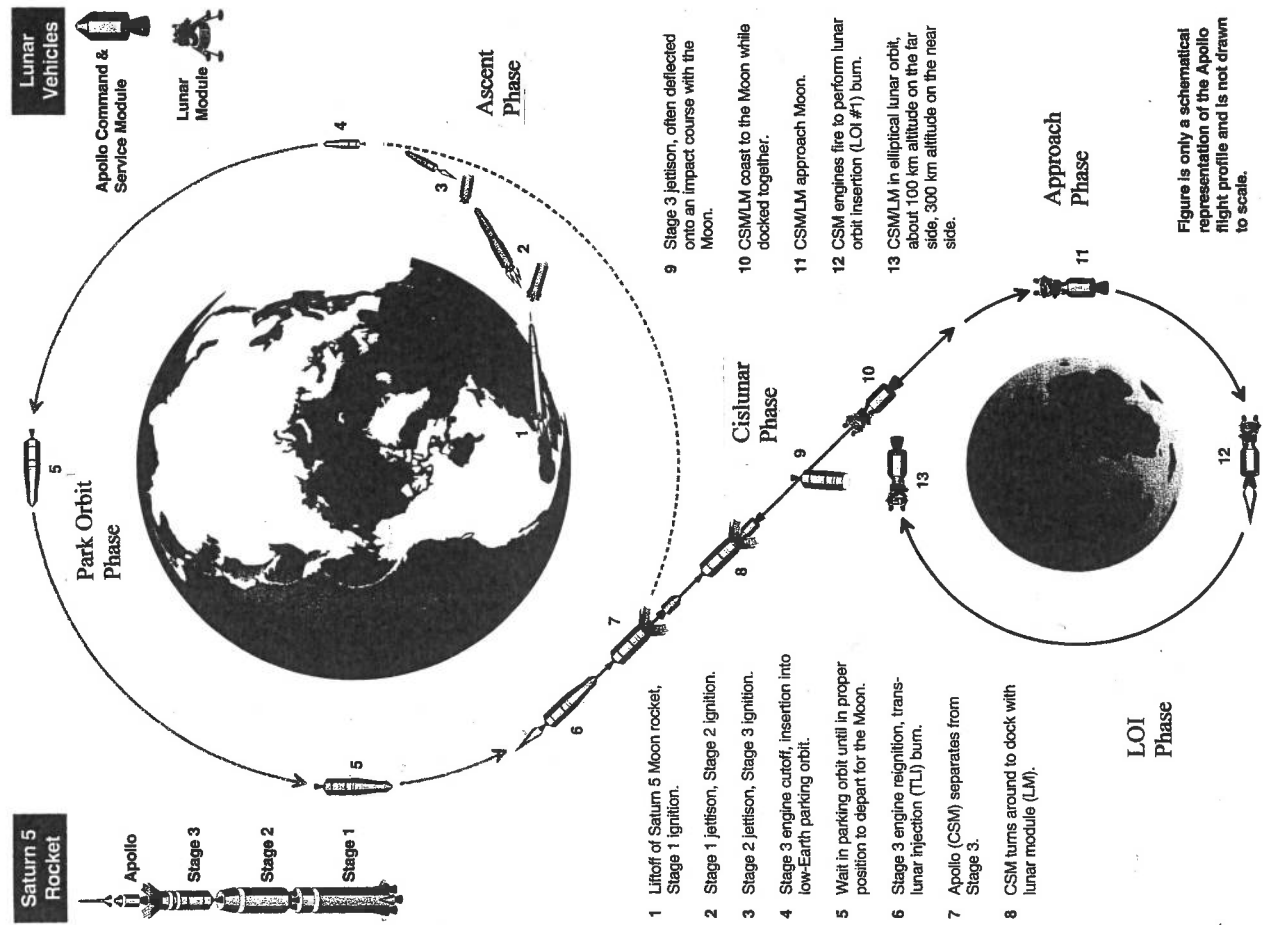 Saturn 5
Rocket
Apollo
Stage 3
Stage 2
Stage 1
Lunar
Vehicles
Apollo Command &
Service Module
Lunar
Module
Park Orbit
Phase
Ascent
Phase
Cislunar
Phase
Approach
Phase
LOI
Phase
1
2
3
4
5
5
6
7
8
9
10
11
12
13
1 Liftoff of Saturn 5 Moon rocket,
Stage 1 ignition.
2 Stage 1 jettison, Stage 2 ignition.
3 Stage 2 jettison, Stage 3 ignition.
4 Stage 3 engine cutoff, insertion into
low-Earth parking orbit.
5 Wait in parking orbit until in proper
position to depart for the Moon.
6 Stage 3 engine reignition, trans-
lunar injection (TLI) burn.
7 Apollo (CSM) separates from
Stage 3.
8 CSM turns around to dock with
lunar module (LM).
9 Stage 3 jettison, often deflected
onto an impact course with the
Moon.
10 CSM/LM coast to the Moon while
docked together.
11 CSM/LM approach Moon.
12 CSM engines fire to perform lunar
orbit insertion (LOI #1) burn.
13 CSM/LM in elliptical lunar orbit,
about 100 km altitude on the far
side, 300 km altitude on the near
side.
Figure is only a schematical
representation of the Apollo
flight profile and is not drawn
to scale.